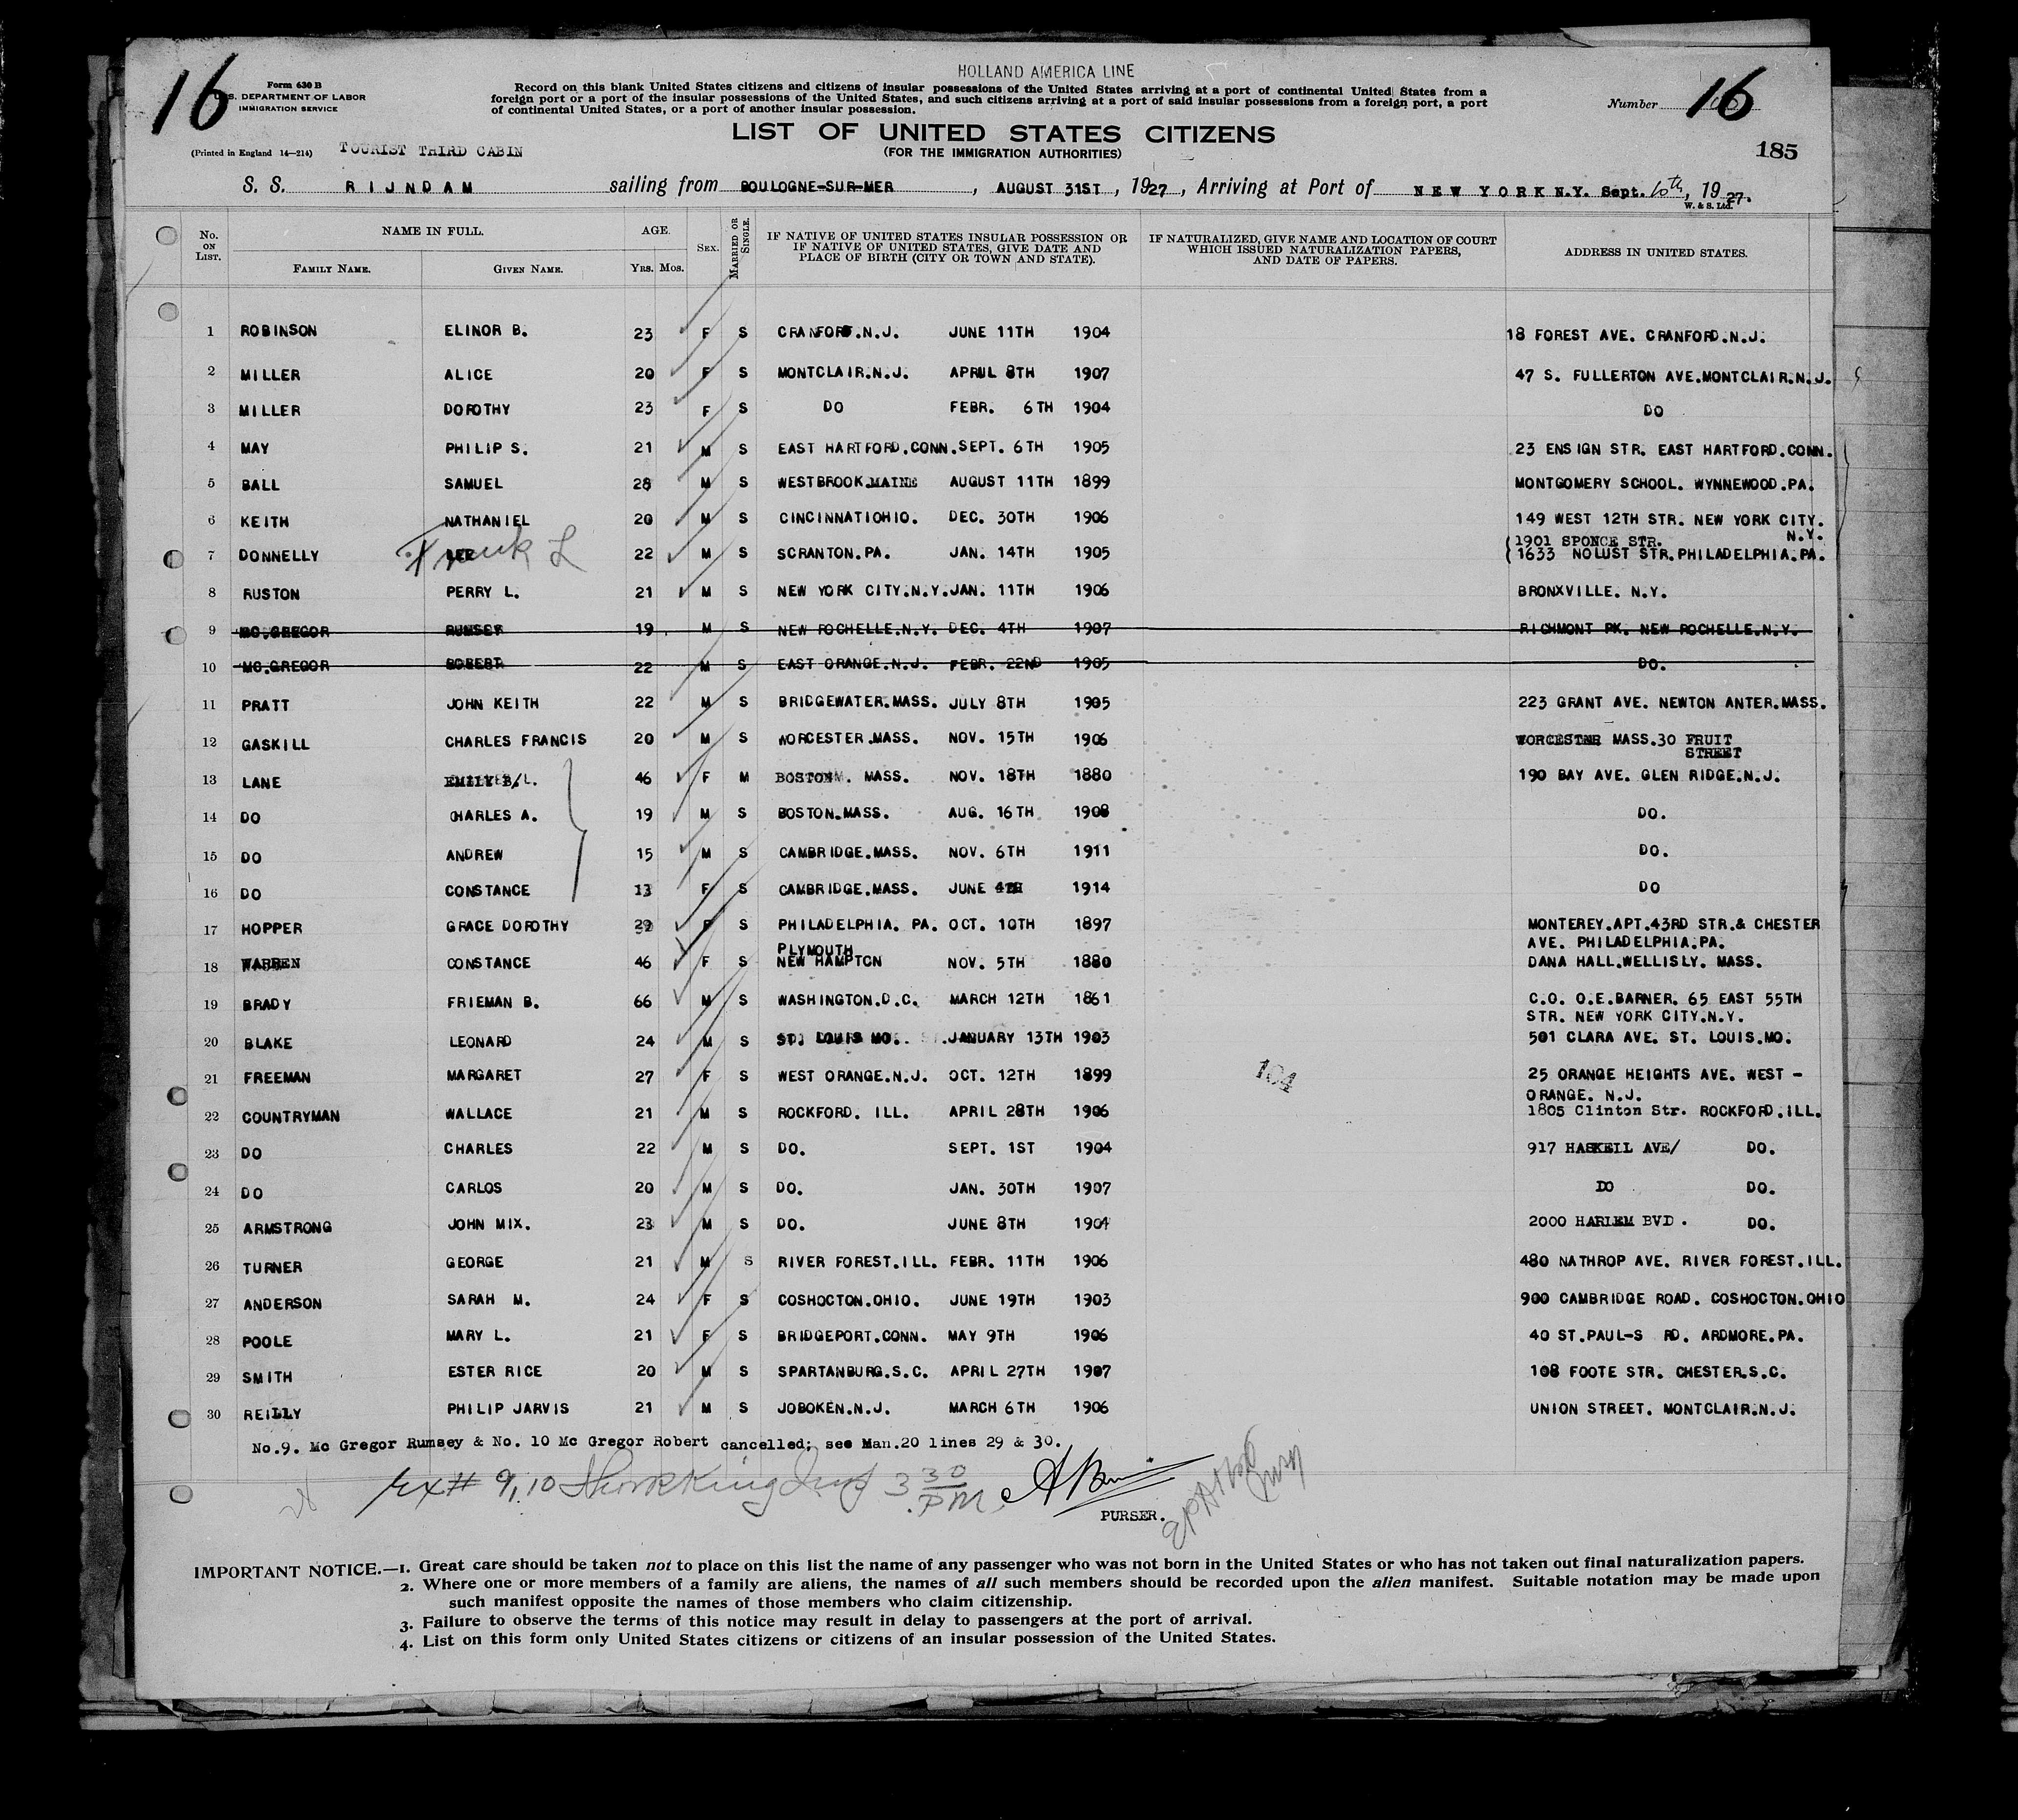 HOLLAND AMERICA LINE
16
Form 630 B
U.S. DEPARTMENT OF LABOR
IMMIGRATION SERVICE
Record on this blank United States citizens and citizens of insular possessions of the United States arriving at a port of continental United States from a
foreign port or a port of the insular possessions of the United States, and such citizens arriving at a port of said insular possessions from a foreign port, a port
of continental United States, or a port of another insular possession.
Number 16
LIST OF UNITED STATES CITIZENS
(FOR THE IMMIGRATION AUTHORITIES)
(Printed in England 14—214) TOURIST THIRD CABIN
185
S. S. RIJNDAM sailing from BOULOGNE-SUR-MER, AUGUST 31ST, 1927, Arriving at Port of NEW YORK N.Y. Sept. 10th, 1927.
W. & S. Ltd.
No. ON LIST. NAME IN FULL. FAMILY NAME. GIVEN NAME. AGE. Yrs. Mos. SEX. MARRIED OR SINGLE. IF NATIVE OF UNITED STATES INSULAR POSSESSION OR IF NATIVE OF UNITED STATES, GIVE DATE AND PLACE OF BIRTH (CITY OR TOWN AND STATE). IF NATURALIZED, GIVE NAME AND LOCATION OF COURT WHICH ISSUED NATURALIZATION PAPERS, AND DATE OF PAPERS. ADDRESS IN UNITED STATES.
1 ROBINSON ELINOR B. 23 F S CRANFORD.N.J. JUNE 11TH 1904 18 FOREST AVE. CRANFORD.N.J.
2 MILLER ALICE 20 F S MONTCLAIR.N.J. APRUL 8TH 1907 47 S. FULLERTON AVE.MONTCLAIR.N.J.
3 MILLER DOROTHY 23 F S DO FEBR. 6TH 1904 DO
4 MAY PHILIP S. 21 M S EAST HARTFORD.CONN. SEPT. 6TH 1905 23 ENSIGN STR. EAST HARTFORD.CONN.
5 BALL SAMUEL 28 M S WESTBROOK.MAINE AUGUST 11TH 1899 MONTGOMERY SCHOOL. WYNNEWOOD.PA.
6 KEITH NATHANIEL 20 M S CINCINNATIOHIO. DEC. 30TH 1906 149 WEST 12TH STR. NEW YORK CITY. N.Y.
1901 SPONCE STR.
7 DONNELLY LEE Frank L 22 M S SCRANTON.PA. JAN. 14TH 1905 1633 NOLUST STR.PHILADELPHIA.PA.
8 RUSTON PERRY L. 21 M S NEW YORK CITY.N.Y. JAN. 11TH 1906 BRONXVILLE. N.Y.
9 MC.GREGOR RUMSEY 19 M S NEW ROCHELLE.N.Y. DEC. 4TH 1907 RICHMONT PK. NEW ROCHELLE.N.Y.
10 MC.GREGOR ROBERT 22 M S EAST ORANGE.N.J. FEBR. 22ND 1905 DO.
11 PRATT JOHN KEITH 22 M S BRIDGEWATER.MASS. JULY 8TH 1905 223 GRANT AVE. NEWTON ANTER.MASS.
12 GASKILL CHARLES FRANCIS 20 M S WORCESTER.MASS. NOV. 15TH 1906 WORCESTER MASS.30 FRUIT
STREET
13 LANE EMILY B/L. 46 F M BOSTON. MASS. NOV. 18TH 1880 190 BAY AVE. GLEN RIDGE.N.J.
14 DO CHARLES A. 19 M S BOSTON.MASS. AUG. 16TH 1908 DO.
15 DO ANDREW 15 M S CAMBRIDGE.MASS. NOV. 6TH 1911 DO.
16 DO CONSTANCE 13 F S CAMBRIDGE.MASS. JUNE 4TH 1914 DO
17 HOPPER GRACE DOROTHY 29 F S PHILADELPHIA. PA. OCT. 10TH 1897 MONTEREY.APT.43RD STR.& CHESTER
AVE. PHILADELPHIA.PA.
PLYMOUTH
18 WARREN CONSTANCE 46 F S NEW HAMPTON NOV. 5TH 1880 DANA HALL.WELLISLY. MASS.
19 BRADY FRIEMAN B. 66 M S WASHINGTON.D.C. MARCH 12TH 1861 C.O. O.E.BARNER. 65 EAST 55TH
STR. NEW YORK CITY.N.Y.
20 BLAKE LEONARD 24 M S ST. LOUIS MO. JANUARY 13TH 1903 501 CLARA AVE. ST. LOUIS.MO.
21 FREEMAN MARGARET 27 F S WEST ORANGE.N.J. OCT. 12TH 1899 25 ORANGE HEIGHTS AVE. WEST -
ORANGE. N.J.
104
22 COUNTRYMAN WALLACE 21 M S ROCKFORD. ILL. APRIL 28TH 1906 1805 Clinton Str. ROCKFORD.ILL.
23 DO CHARLES 22 M S DO. SEPT. 1ST 1904 917 HASKELL AVE/ DO.
24 DO CARLOS 20 M S DO. JAN. 30TH 1907 DO DO.
25 ARMSTRONG JOHN MIX. 23 M S DO. JUNE 8TH 1904 2000 HARLEM BVD. DO.
26 TURNER GEORGE 21 M S RIVER FOREST.ILL. FEBR. 11TH 1906 480 NATHROP AVE. RIVER FOREST.ILL.
27 ANDERSON SARAH M. 24 F S COSHOCTON.OHIO. JUNE 19TH 1903 900 CAMBRIDGE ROAD. COSHOCTON.OHIO
28 POOLE MARY L. 21 F S BRIDGEPORT.CONN. MAY 9TH 1906 40 ST.PAUL-S RD. ARDMORE.PA.
29 SMITH ESTER RICE 20 M S SPARTANBURG.S.C. APRIL 27TH 1907 108 FOOTE STR. CHESTER.S.C.
30 REILLY PHILIP JARVIS 21 M S JOBOKEN.N.J. MARCH 6TH 1906 UNION STREET. MONTCLAIR.N.J.
No.9. Mc Gregor Rumsey & No. 10 Mc Gregor Robert cancelled; see Man.20 lines 29 & 30.
9, 10 3 30 PM
PURSER.
IMPORTANT NOTICE.—1. Great care should be taken not to place on this list the name of any passenger who was not born in the United States or who has not taken out final naturalization papers.
2. Where one or more members of a family are aliens, the names of all such members should be recorded upon the alien manifest. Suitable notation may be made upon
such manifest opposite the names of those members who claim citizenship.
3. Failure to observe the terms of this notice may result in delay to passengers at the port of arrival.
4. List on this form only United States citizens or citizens of an insular possession of the United States.